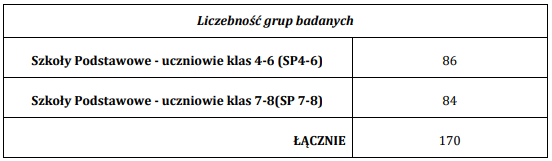 Liczebność grup badanych
Szkoły Podstawowe - uczniowie klas 4-6 (SP4-6) 86
Szkoły Podstawowe - uczniowie klas 7-8(SP 7-8) 84
ŁĄCZNIE 170